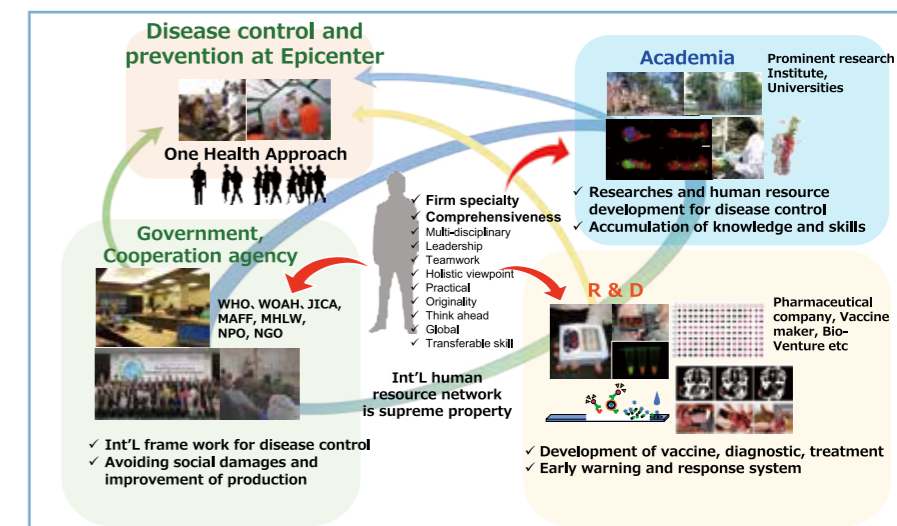 Disease control and
prevention at Epicenter
One Health Approach
Academia
Prominent research
Institute,
Universities
✓ Researches and human resource
development for disease control
✓ Accumulation of knowledge and skills
✓ Firm specialty
✓ Comprehensiveness
✓ Multi-disciplinary
✓ Leadership
✓ Teamwork
✓ Holistic viewpoint
✓ Practical
✓ Originality
✓ Think ahead
✓ Global
✓ Transferable skill
Government,
Cooperation agency
WHO、WOAH、JICA,
MAFF, MHLW,
NPO, NGO
✓ Int’L frame work for disease control
✓ Avoiding social damages and
improvement of production
Int’L human
resource network
is supreme property
R & D
Pharmaceutical
company, Vaccine
maker, Bio-
Venture etc
✓ Development of vaccine, diagnostic, treatment
✓ Early warning and response system